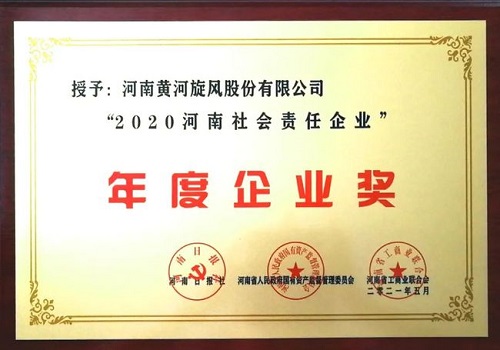 授予：河南黄河旋风股份有限公司
“2020河南社会责任企业”
年度企业奖
河南日报社 河南省人民政府国有资产监督管理委员会 河南省工商业联合会
二〇二一年五月